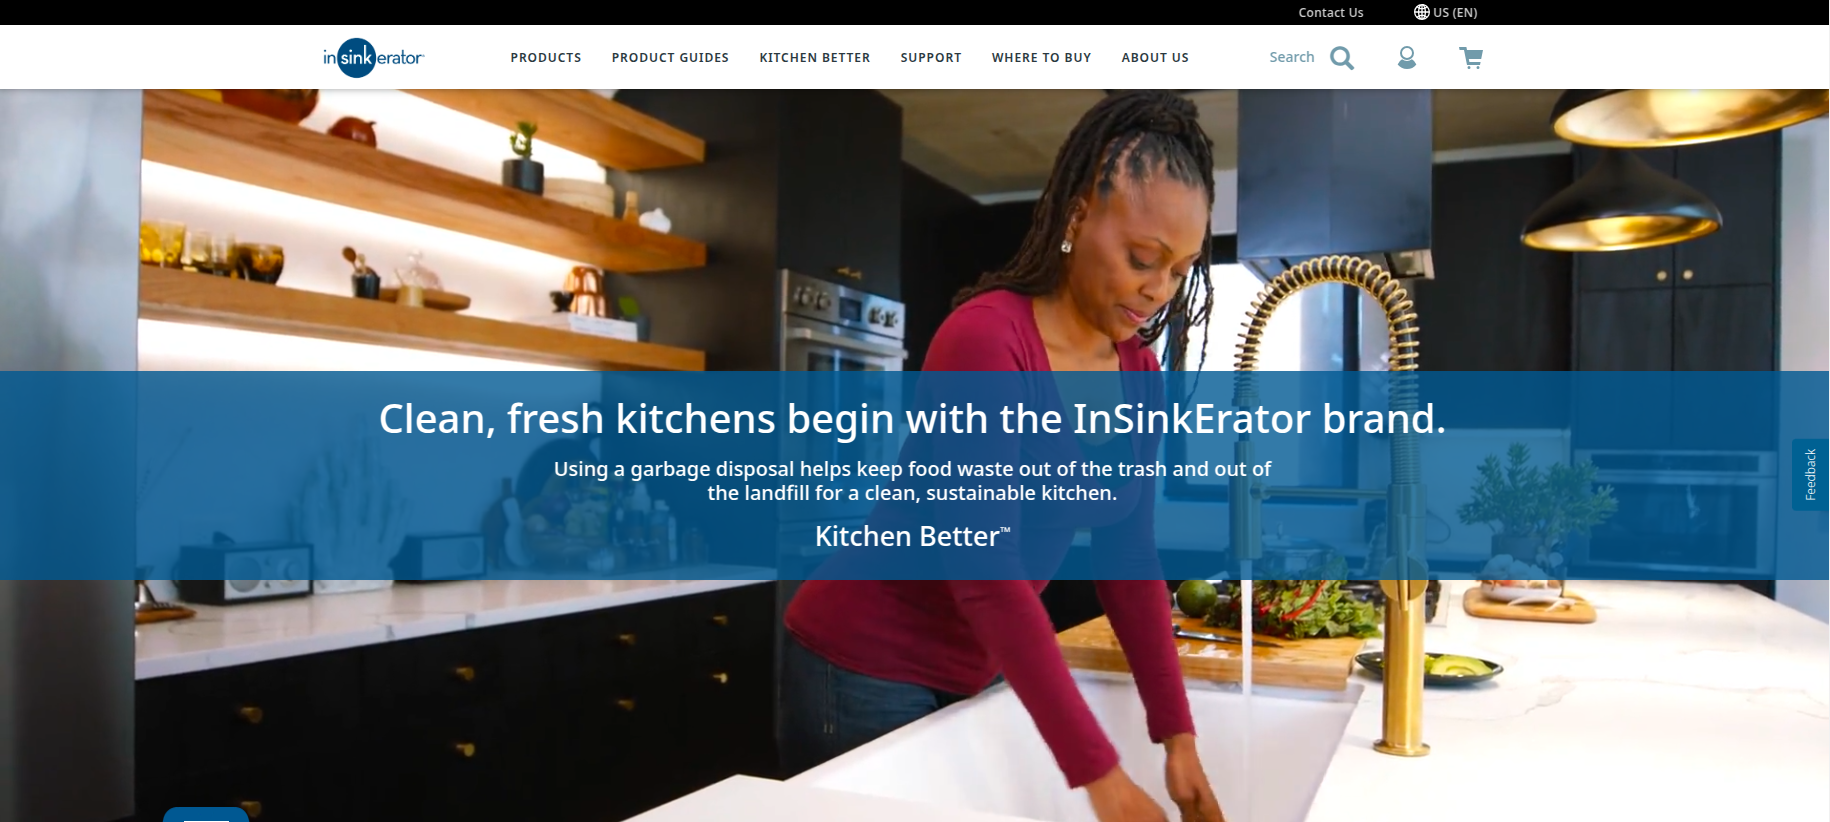 Contact Us
US (EN)
insinkerator
PRODUCTS
PRODUCT GUIDES
KITCHEN BETTER
SUPPORT
WHERE TO BUY
ABOUT US
Search
Clean, fresh kitchens begin with the InSinkErator brand.
Using a garbage disposal helps keep food waste out of the trash and out of
the landfill for a clean, sustainable kitchen.
Kitchen Better™
Feedback